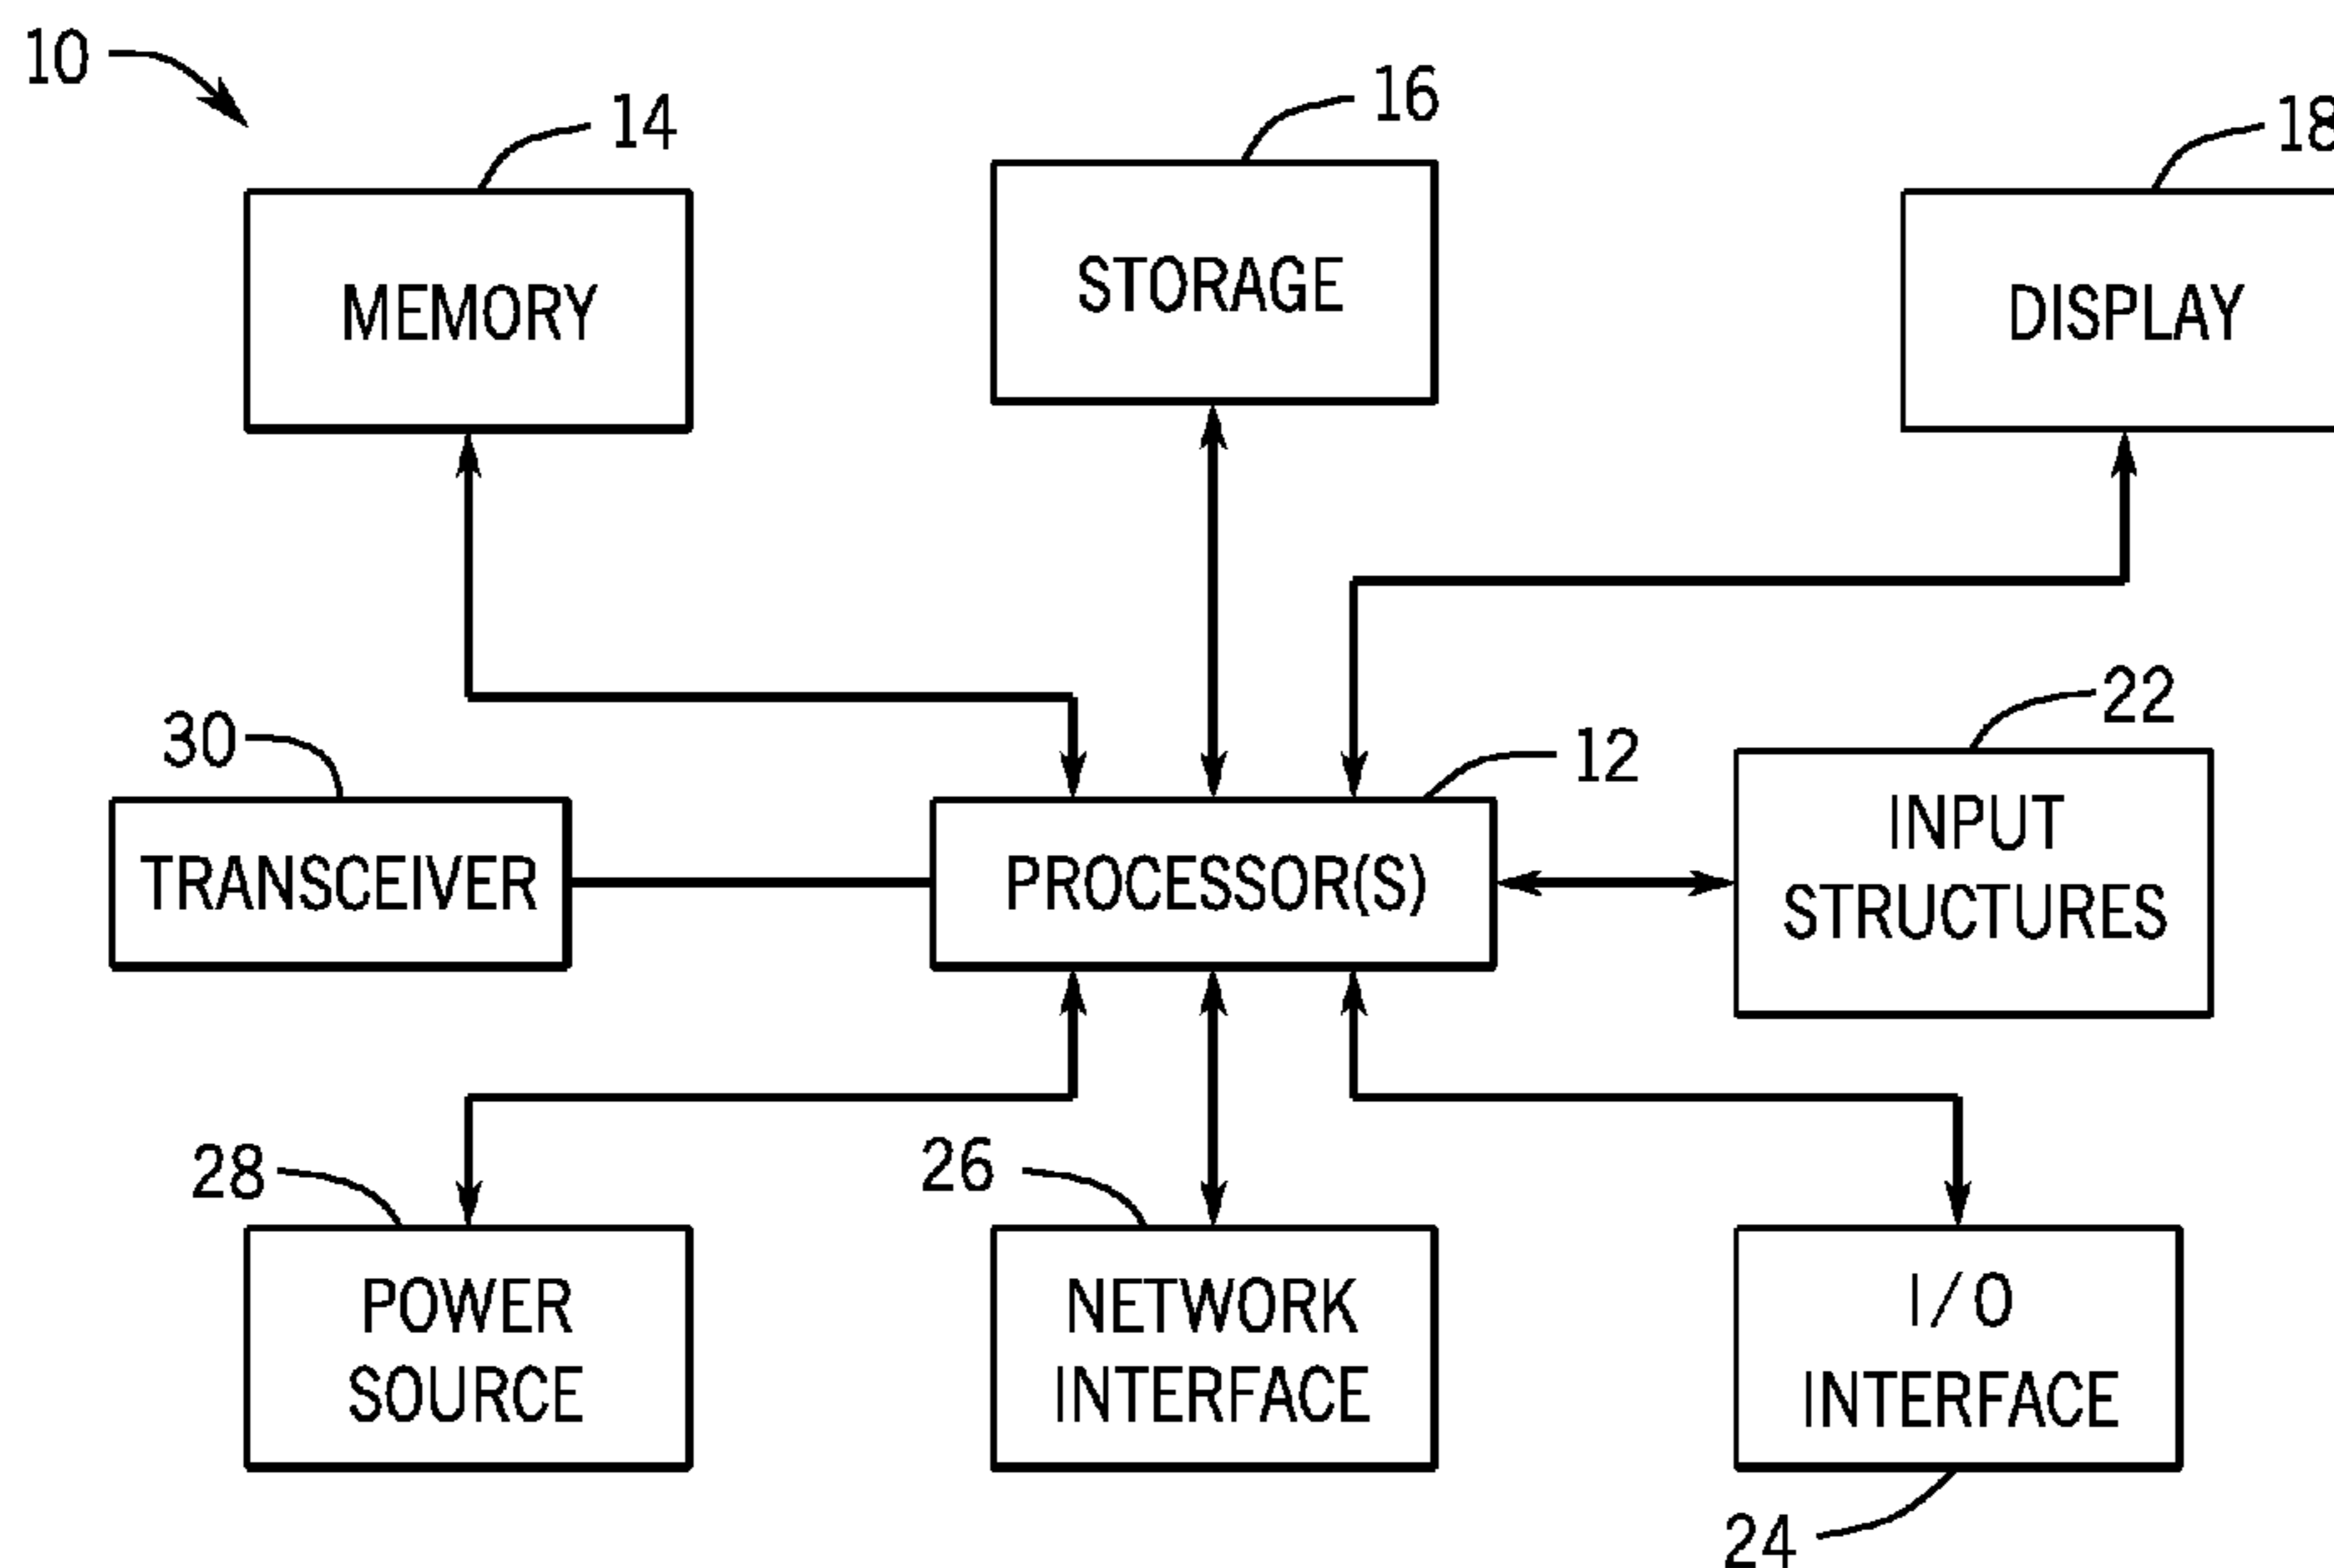 10
14
16
18
MEMORY
STORAGE
DISPLAY
30
12
22
TRANSCEIVER
PROCESSOR(S)
INPUT
STRUCTURES
28
26
POWER
SOURCE
NETWORK
INTERFACE
I/O
INTERFACE
24